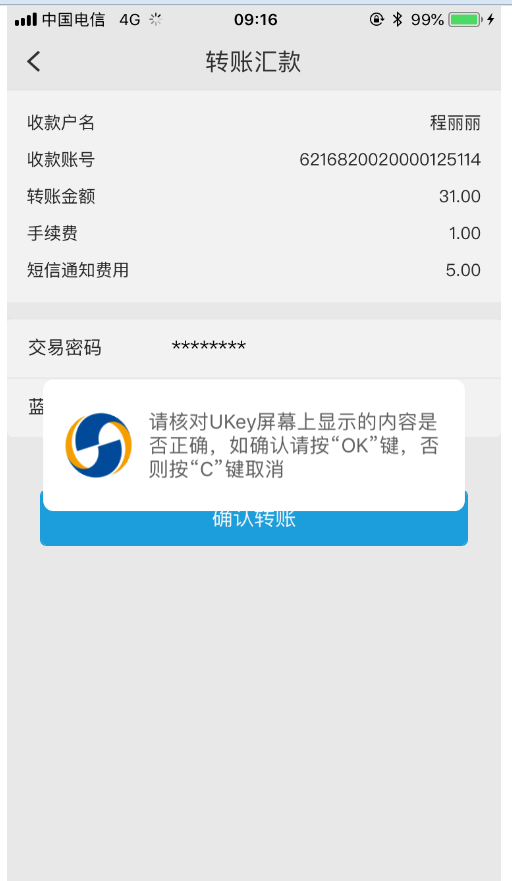 中国电信 4G 09:16 99%
转账汇款
收款户名 程丽丽
收款账号 6216820020000125114
转账金额 31.00
手续费 1.00
短信通知费用 5.00
交易密码 ********
蓝
请核对UKey屏幕上显示的内容是
否正确，如确认请按“OK”键，否
则按“C”键取消
确认转账